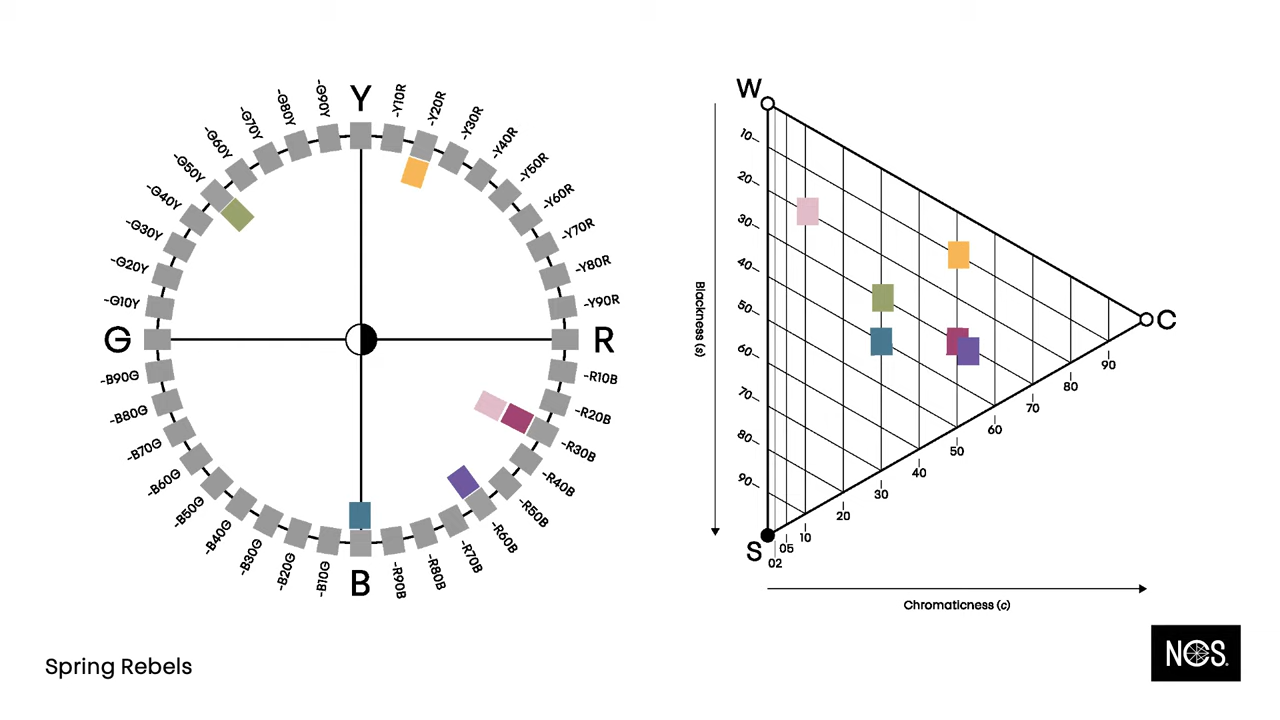 Y
-Y10R
-Y20R
-Y30R
-Y40R
-Y50R
-Y60R
-Y70R
-Y80R
-Y90R
R
-R10B
-R20B
-R30B
-R40B
-R50B
-R60B
-R70B
-R80B
-R90B
B
-B10G
-B20G
-B30G
-B40G
-B50G
-B60G
-B70G
-B80G
-B90G
G
-G10Y
-G20Y
-G30Y
-G40Y
-G50Y
-G60Y
-G70Y
-G80Y
-G90Y
W
10
20
30
40
50
60
70
80
90
S
Blackness (s)
C
02
05
10
20
30
40
50
60
70
80
90
Chromaticness (c)
Spring Rebels
NCS.